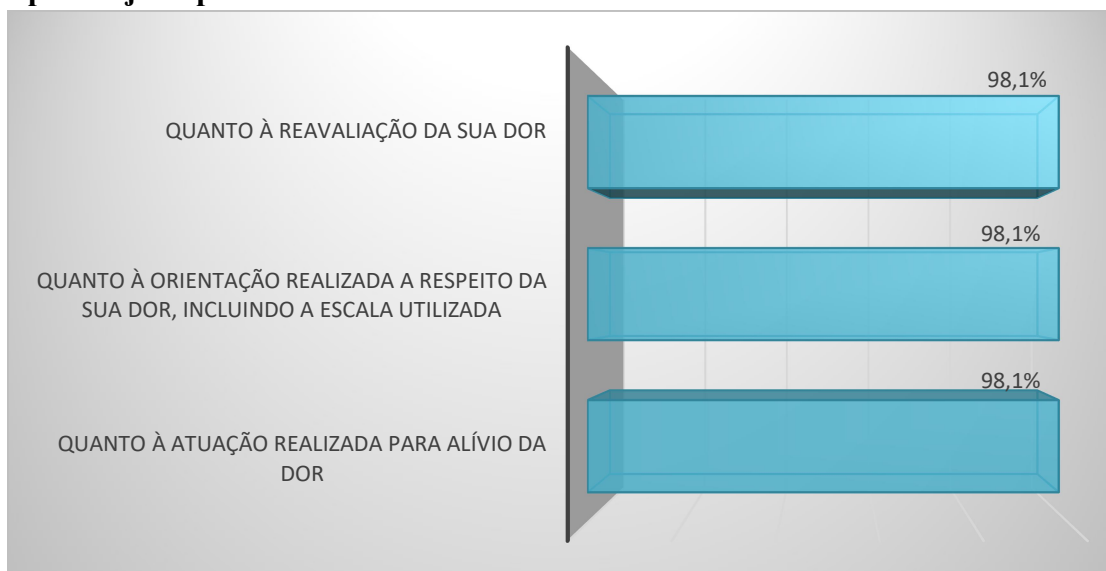 98,1%
QUANTO À REAVALIAÇÃO DA SUA DOR
98,1%
QUANTO À ORIENTAÇÃO REALIZADA A RESPEITO DA
SUA DOR, INCLUINDO A ESCALA UTILIZADA
98,1%
QUANTO À ATUAÇÃO REALIZADA PARA ALÍVIO DA
DOR